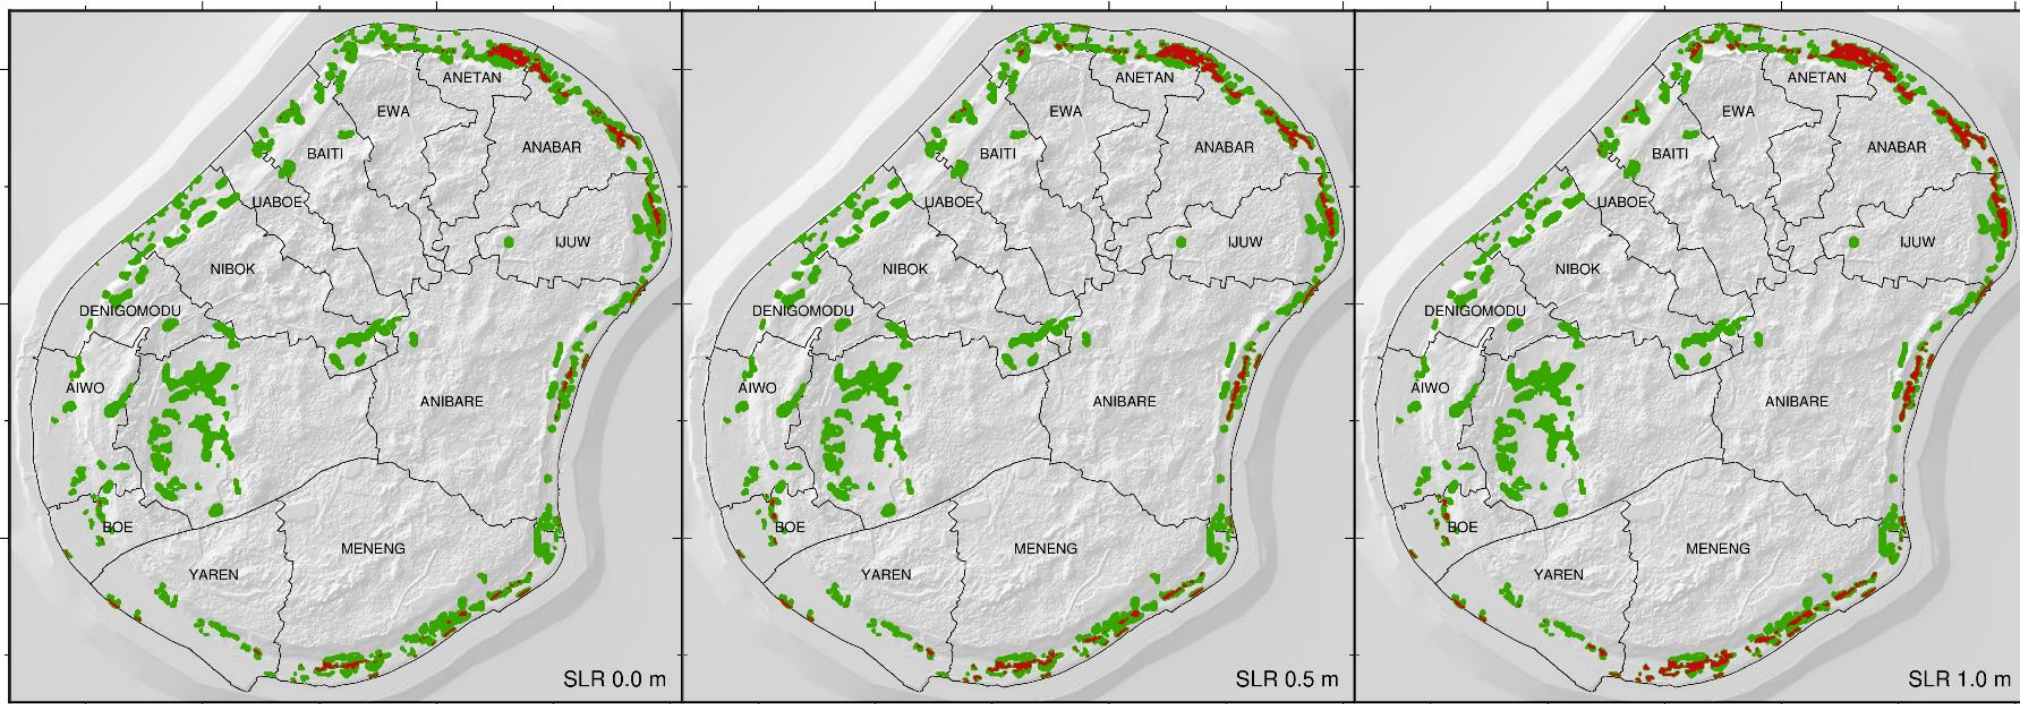 ANETAN
EWA
ANABAR
BAITI
UABOE
IJUW
NIBOK
DENIGOMODU
AIWO
ANIBARE
BOE
MENENG
YAREN
SLR 0.0 m
ANETAN
EWA
ANABAR
BAITI
UABOE
IJUW
NIBOK
DENIGOMODU
AIWO
ANIBARE
BOE
MENENG
YAREN
SLR 0.5 m
ANETAN
EWA
ANABAR
BAITI
UABOE
IJUW
NIBOK
DENIGOMODU
AIWO
ANIBARE
BOE
MENENG
YAREN
SLR 1.0 m